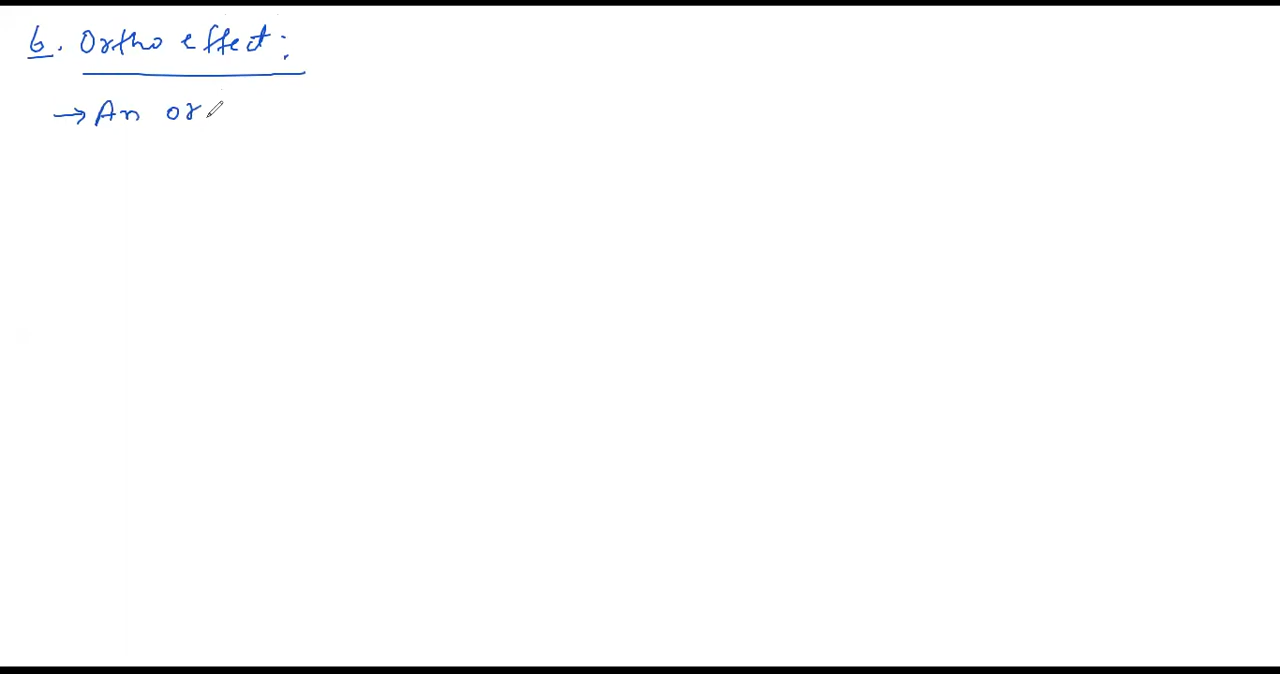 6. Ortho effect:
→ An or